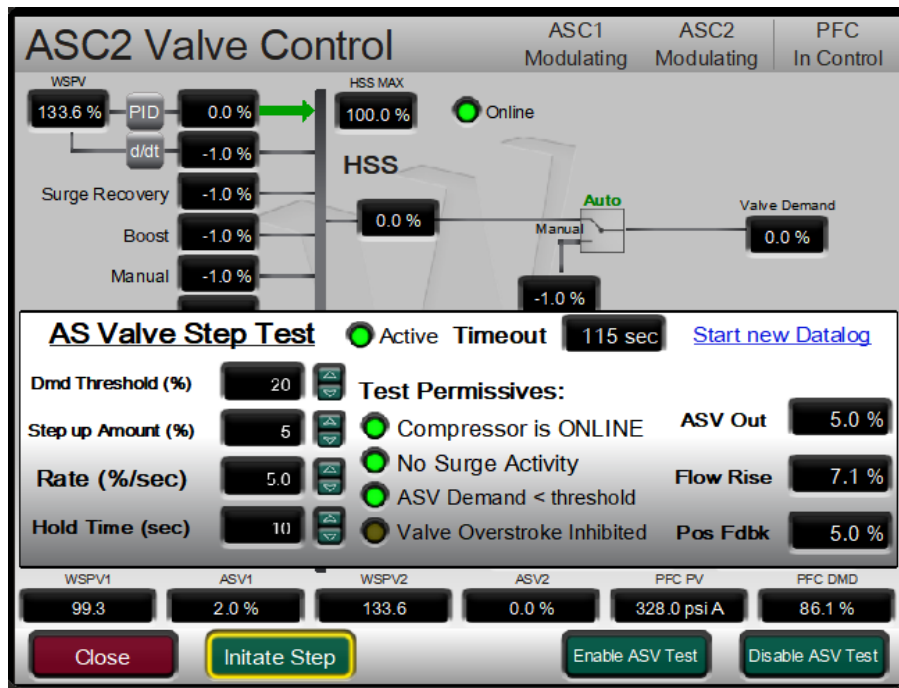 ASC2 Valve Control
ASC1 ASC2 PFC
Modulating Modulating In Control
WSPV HSS MAX
133.6 % PID 0.0 % 100.0 % Online
d/dt -1.0 %
HSS
Surge Recovery -1.0 %
Auto
Valve Demand
0.0 % Manual 0.0 %
Boost -1.0 %
Manual -1.0 %
-1.0 %
AS Valve Step Test Active Timeout 115 sec Start new Datalog
Dmd Threshold (%) 20
Test Permissives:
Step up Amount (%) 5 Compressor is ONLINE ASV Out 5.0 %
Rate (%/sec) 5.0 No Surge Activity Flow Rise 7.1 %
ASV Demand < threshold
Hold Time (sec) 10 Valve Overstroke Inhibited Pos Fdbk 5.0 %
WSPV1 ASV1 WSPV2 ASV2 PFC PV PFC DMD
99.3 2.0 % 133.6 0.0 % 328.0 psi A 86.1 %
Close Initate Step Enable ASV Test Disable ASV Test